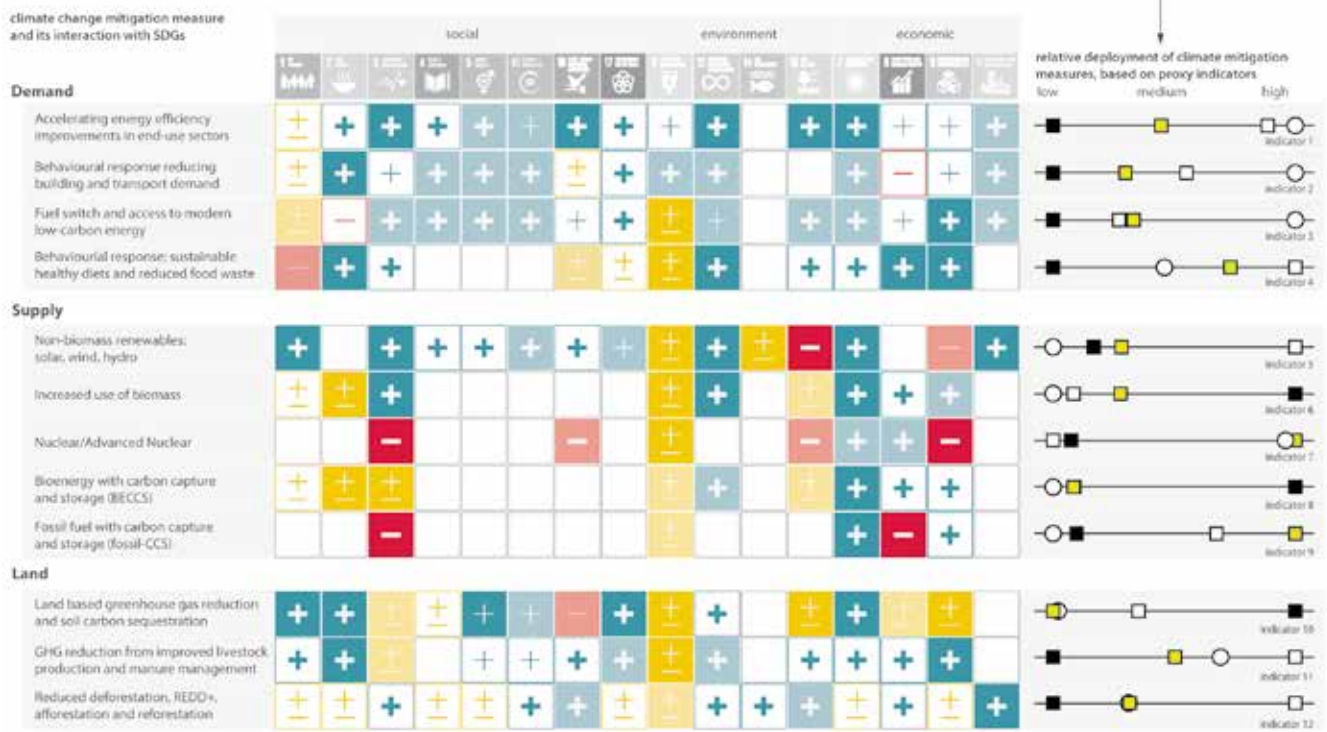 climate change mitigation measure
and its interaction with SDGs
social
environment
economic
relative deployment of climate mitigation
measures, based on proxy indicators
low
medium
high
Demand
Accelerating energy efficiency
improvements in end-use sectors
Indicator 1
Behavioural response reducing
building and transport demand
Indicator 2
Fuel switch and access to modern
low-carbon energy
Indicator 3
Behaviourial response: sustainable
healthy diets and reduced food waste
Indicator 4
Supply
Non-biomass renewables:
solar, wind, hydro
Indicator 5
Increased use of biomass
Indicator 6
Nuclear/Advanced Nuclear
Indicator 7
Bioenergy with carbon capture
and storage (BECCS)
Indicator 8
Fossil fuel with carbon capture
and storage (fossil-CCS)
Indicator 9
Land
Land based greenhouse gas reduction
and soil carbon sequestration
Indicator 10
GHG reduction from improved livestock
production and manure management
Indicator 11
Reduced deforestation, REDD+,
afforestation and reforestation
Indicator 12